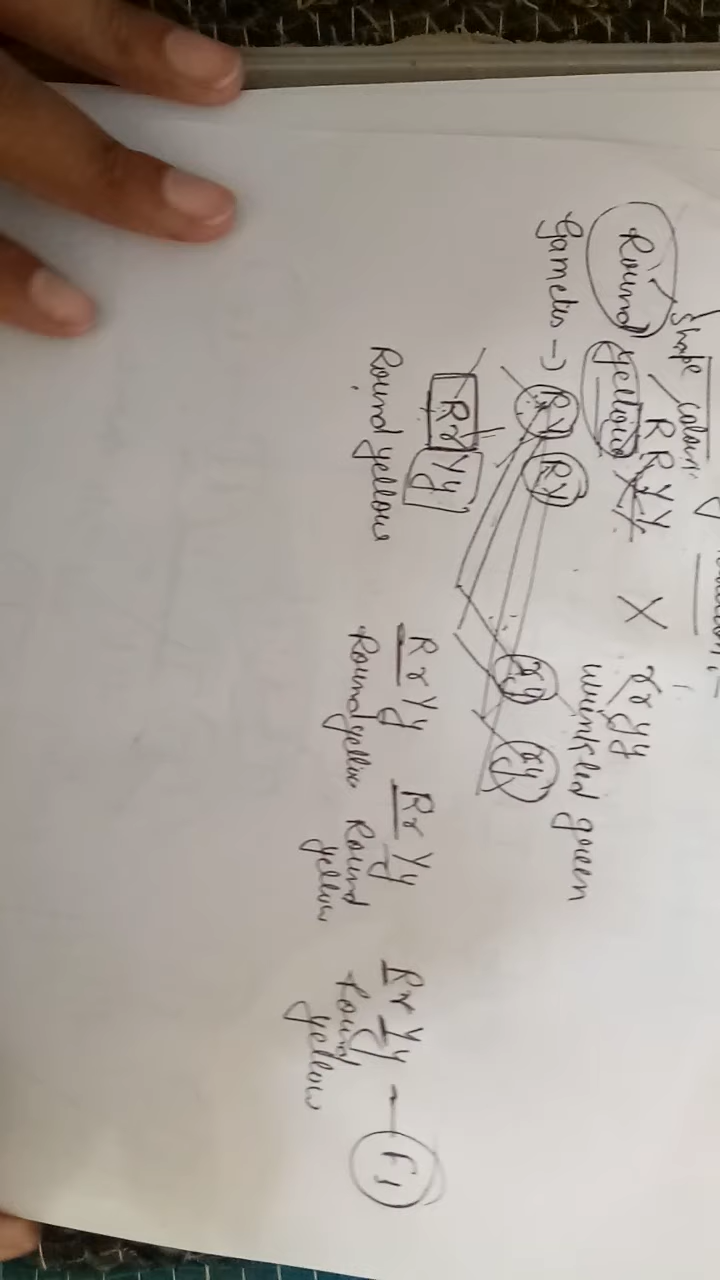 Shape colour
Round yellow wrinkled green
RRYY X rryy
Gametes → RY RY ry ry
RrYy RrYy RrYy RrYy - F1
Round yellow Round yellow Round yellow Round yellow